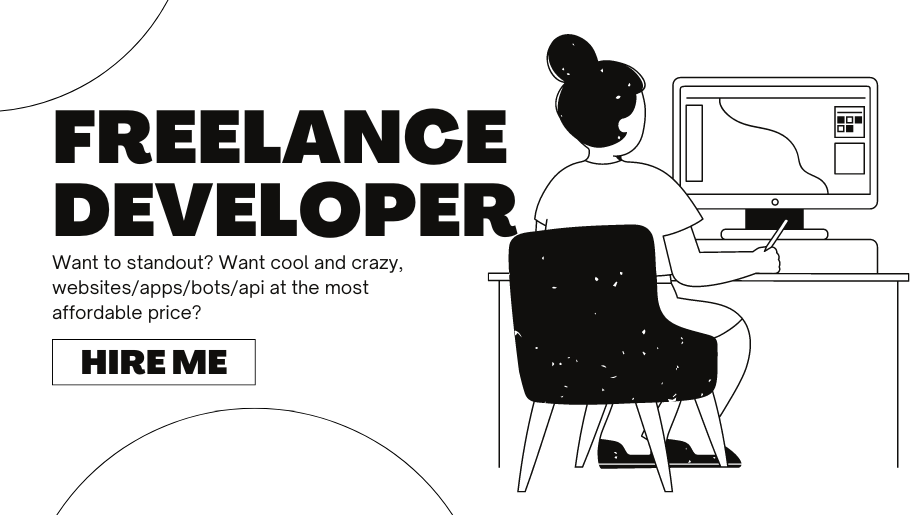 FREELANCE
DEVELOPER
Want to standout? Want cool and crazy,
websites/apps/bots/api at the most
affordable price?
HIRE ME